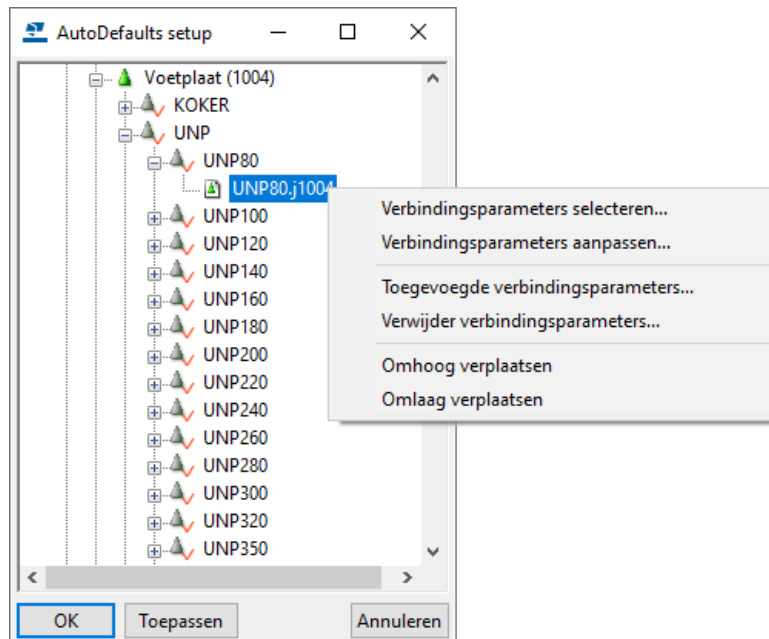 AutoDefaults setup
Voetplaat (1004)
KOKER
UNP
UNP80
UNP80.j1004
UNP100
UNP120
UNP140
UNP160
UNP180
UNP200
UNP220
UNP240
UNP260
UNP280
UNP300
UNP320
UNP350
Verbindingsparameters selecteren...
Verbindingsparameters aanpassen...
Toegevoegde verbindingsparameters...
Verwijder verbindingsparameters...
Omhoog verplaatsen
Omlaag verplaatsen
OK Toepassen Annuleren